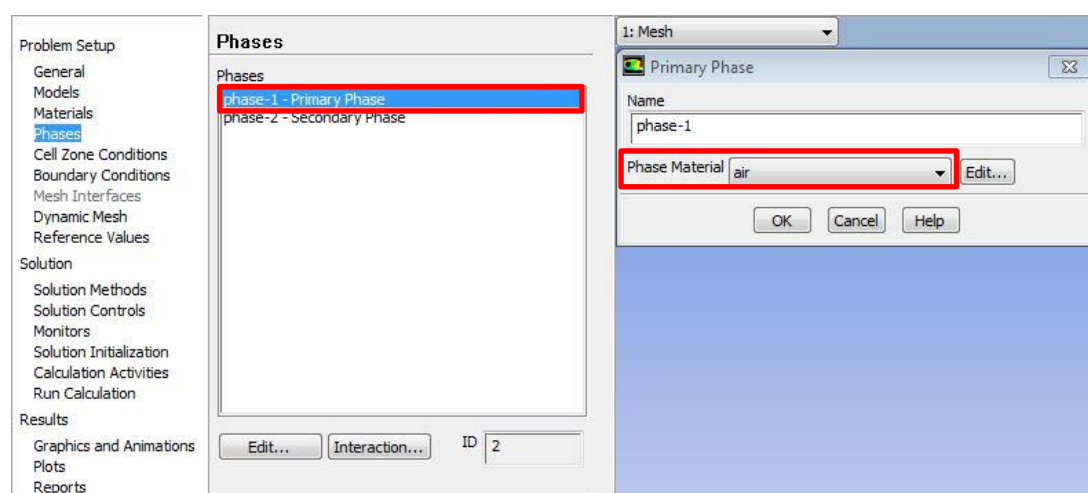 Problem Setup
General
Models
Materials
Phases
Cell Zone Conditions
Boundary Conditions
Mesh Interfaces
Dynamic Mesh
Reference Values
Solution
Solution Methods
Solution Controls
Monitors
Solution Initialization
Calculation Activities
Run Calculation
Results
Graphics and Animations
Plots
Reports
Phases
Phases
phase-1 - Primary Phase
phase-2 - Secondary Phase
Edit... Interaction... ID 2
1: Mesh
Primary Phase
Name
phase-1
Phase Material air Edit...
OK Cancel Help